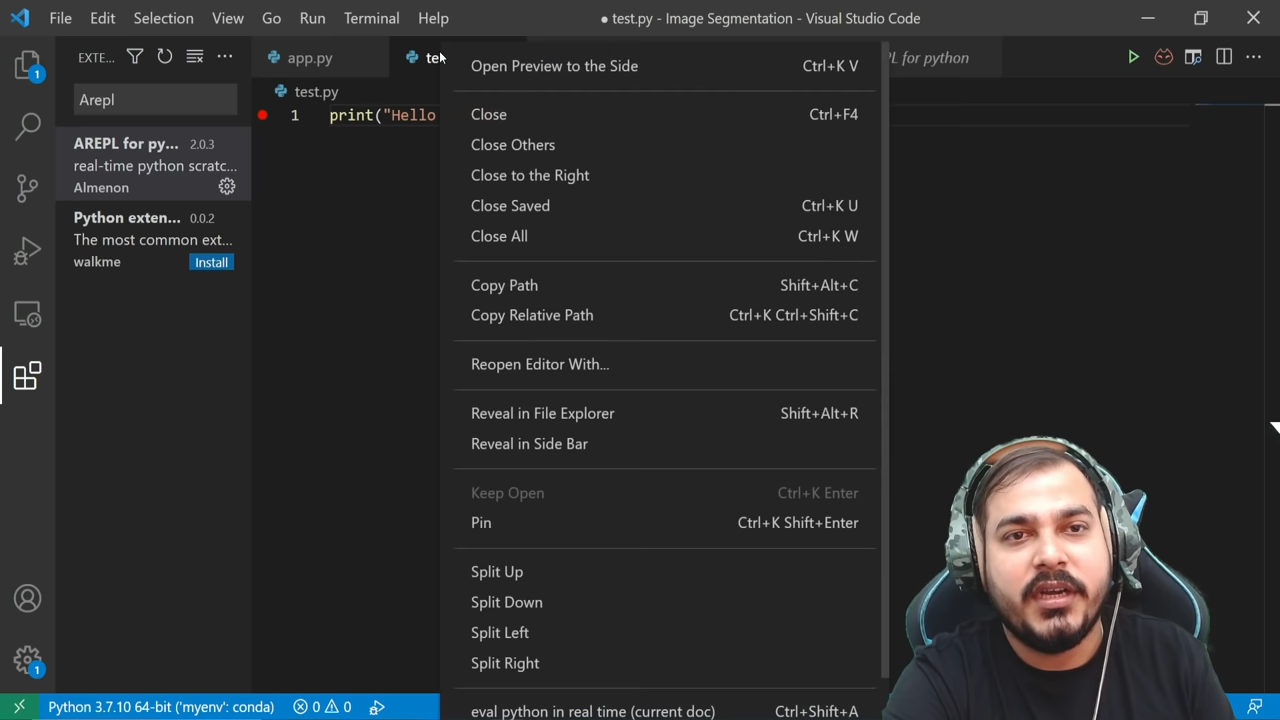 File Edit Selection View Go Run Terminal Help ● test.py - Image Segmentation - Visual Studio Code
EXTE... app.py te PL for python
1
Arepl
test.py
1 print("Hello
AREPL for py... 2.0.3
real-time python scratc...
Almenon
Python exten... 0.0.2
The most common ext...
walkme Install
Open Preview to the Side Ctrl+K V
Close Ctrl+F4
Close Others
Close to the Right
Close Saved Ctrl+K U
Close All Ctrl+K W
Copy Path Shift+Alt+C
Copy Relative Path Ctrl+K Ctrl+Shift+C
Reopen Editor With...
Reveal in File Explorer Shift+Alt+R
Reveal in Side Bar
Keep Open Ctrl+K Enter
Pin Ctrl+K Shift+Enter
Split Up
Split Down
Split Left
Split Right
eval python in real time (current doc) Ctrl+Shift+A
1
Python 3.7.10 64-bit ('myenv': conda) 0 0